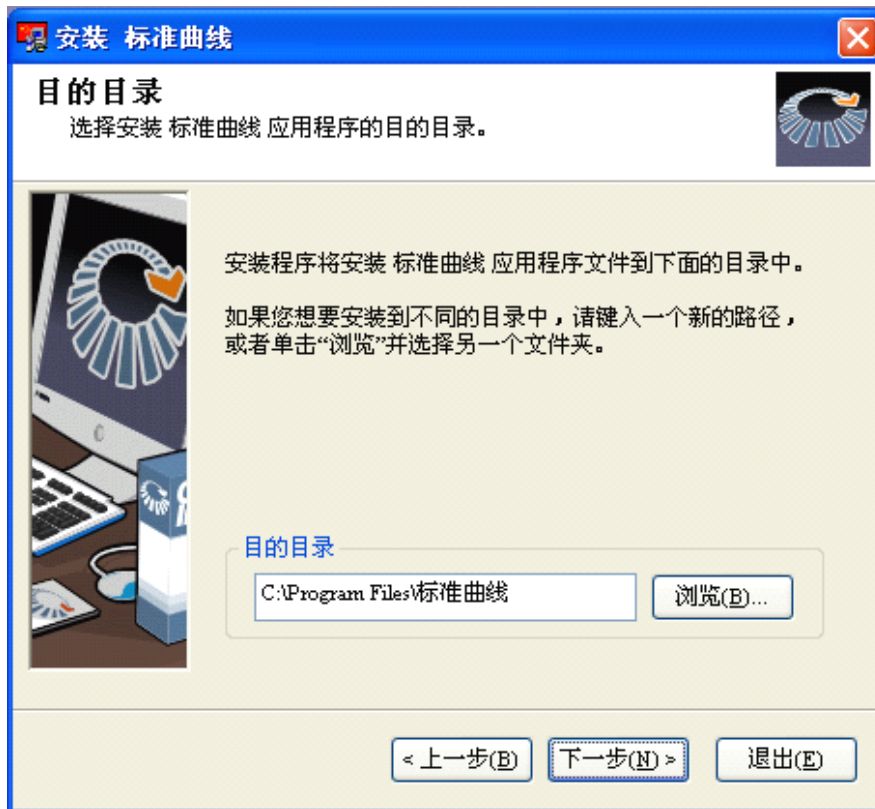 安装 标准曲线
目的目录
选择安装 标准曲线 应用程序的目的目录。
安装程序将安装 标准曲线 应用程序文件到下面的目录中。
如果您想要安装到不同的目录中，请键入一个新的路径，
或者单击“浏览”并选择另一个文件夹。
目的目录
C:\Program Files\标准曲线
浏览(B)...
< 上一步(B)
下一步(N) >
退出(E)